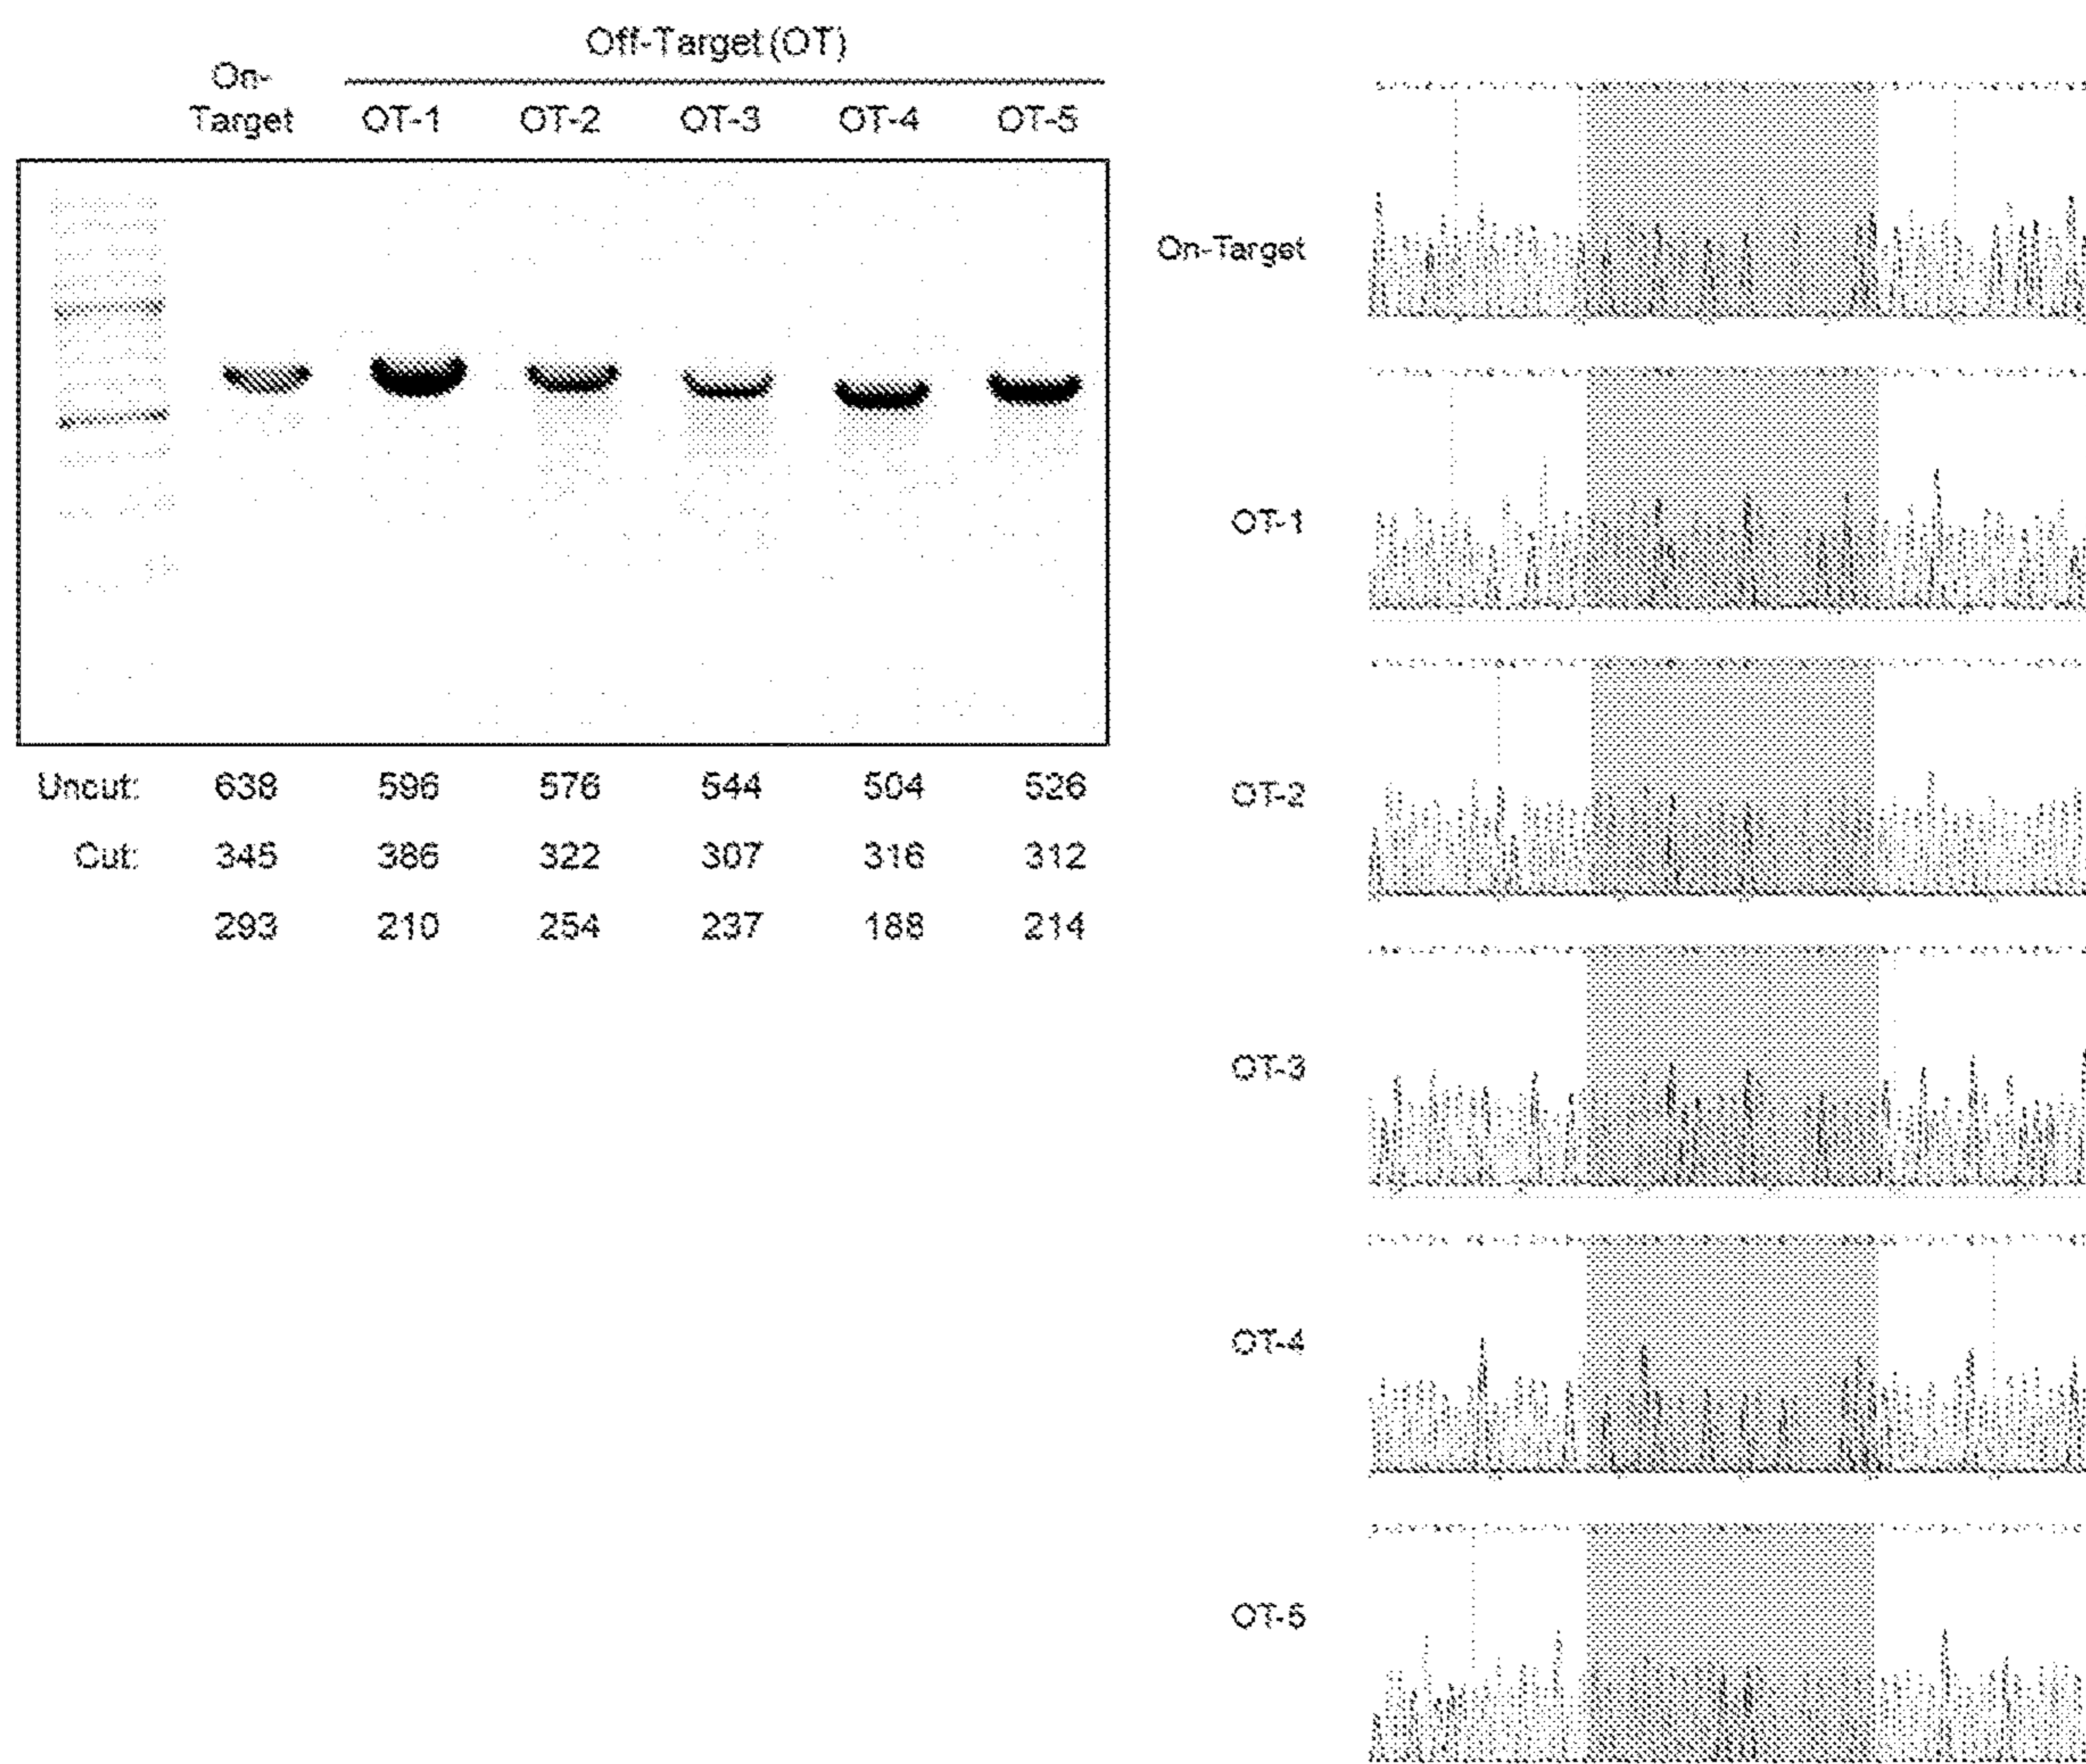 Off-Target (OT)
On-
Target OT-1 OT-2 OT-3 OT-4 OT-5
Uncut: 638 596 576 544 504 526
Cut: 345 386 322 307 316 312
293 210 254 237 188 214
On-Target
OT-1
OT-2
OT-3
OT-4
OT-5